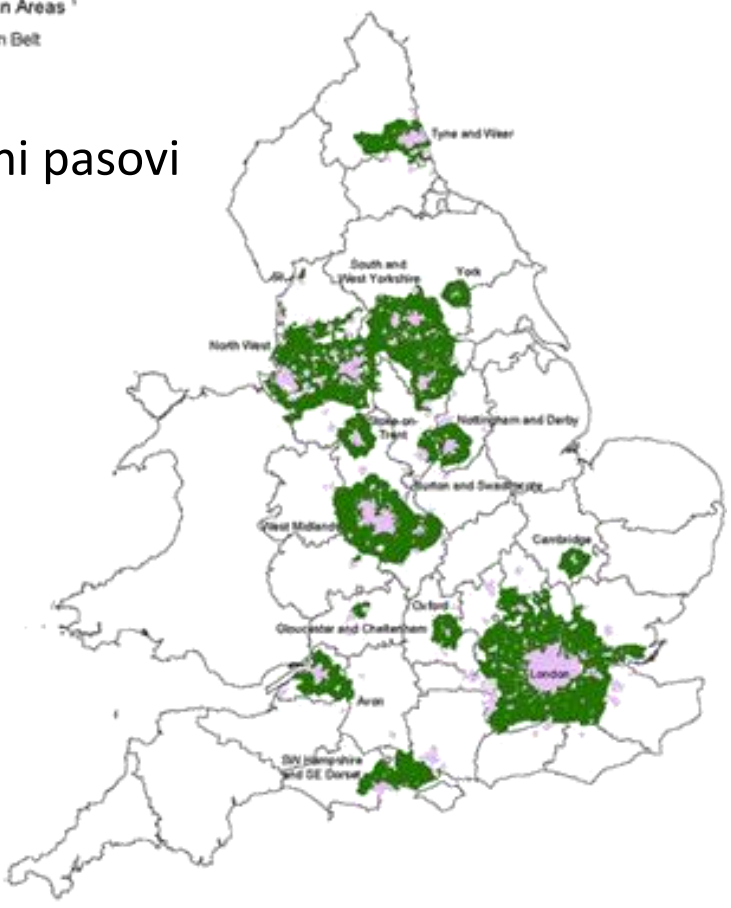 n Areas ¹
n Belt
ni pasovi
Tyne and Wear
South and
West Yorkshire
York
North West
Stoke-on-
Trent
Nottingham and Derby
Burton and Swadlincote
West Midlands
Cambridge
Oxford
Gloucester and Cheltenham
London
Avon
SW Hampshire
and SE Dorset